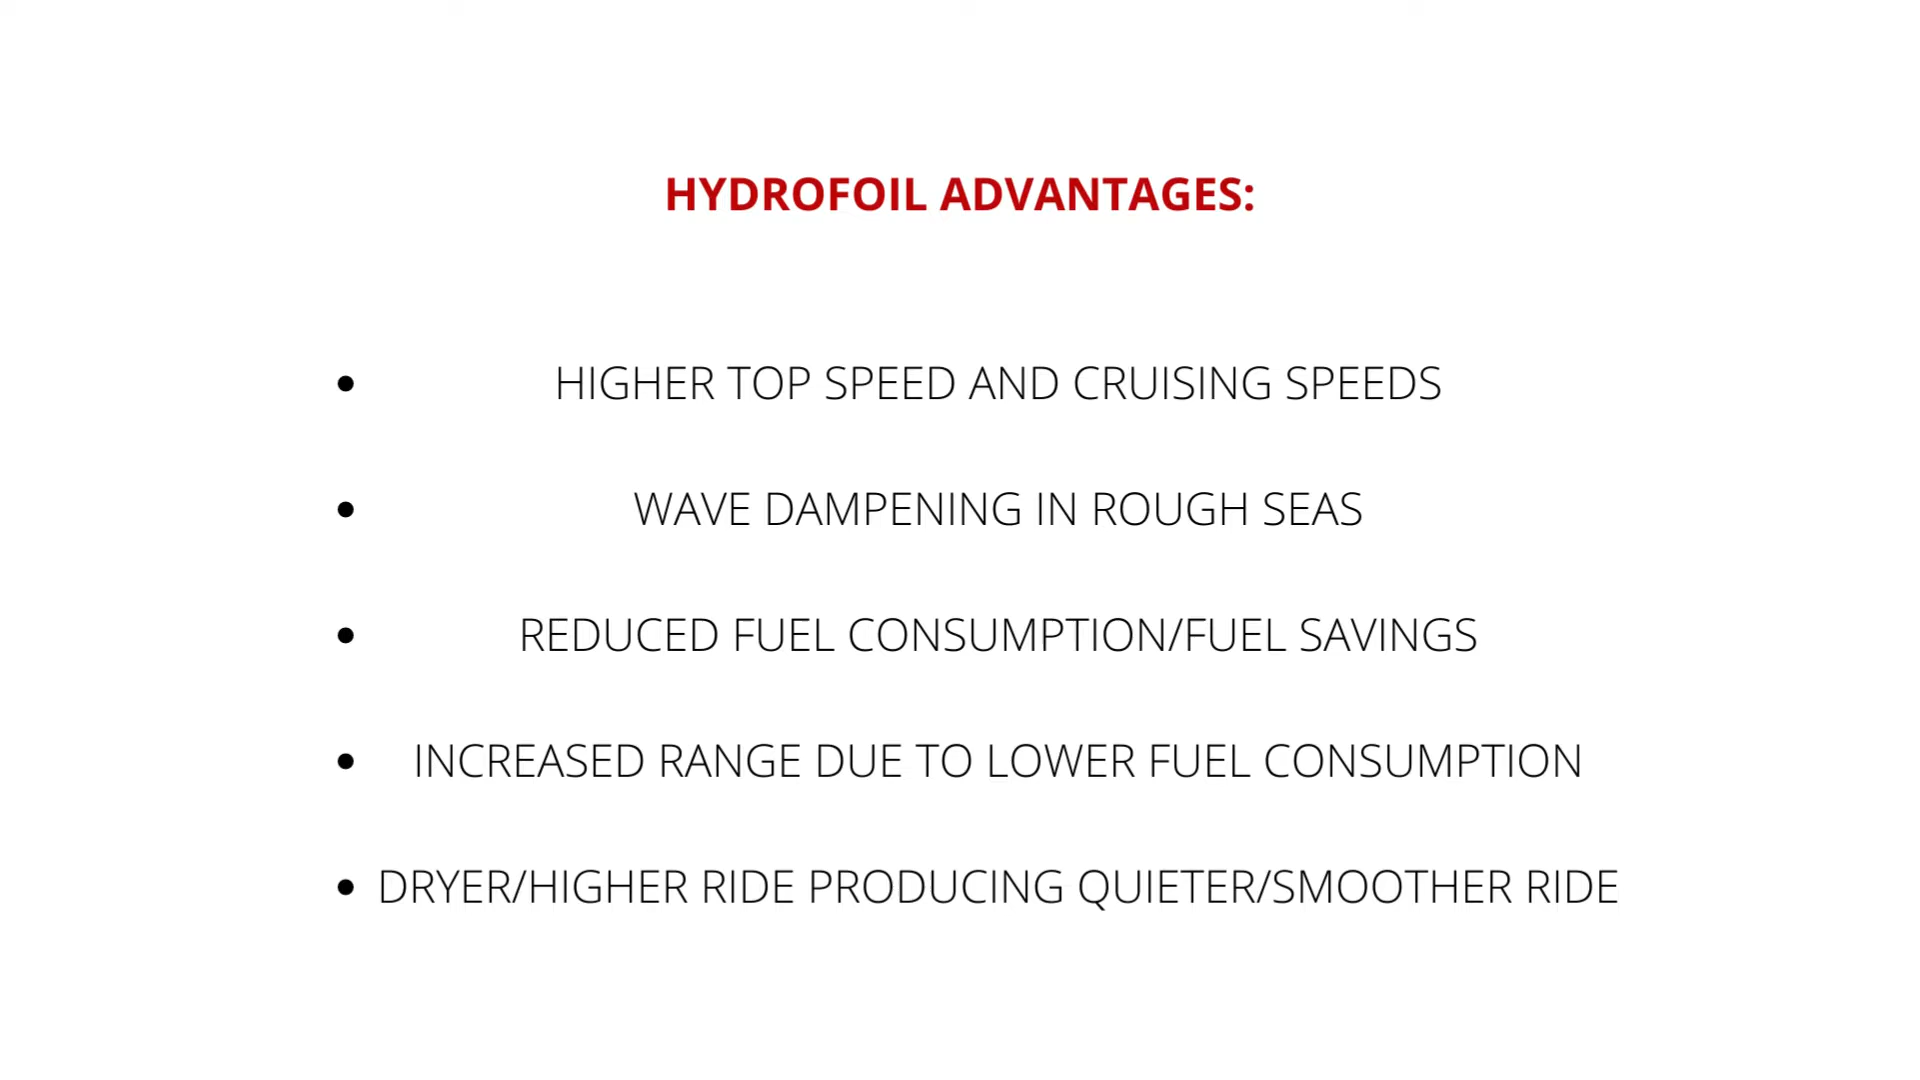 HYDROFOIL ADVANTAGES:
• HIGHER TOP SPEED AND CRUISING SPEEDS
• WAVE DAMPENING IN ROUGH SEAS
• REDUCED FUEL CONSUMPTION/FUEL SAVINGS
• INCREASED RANGE DUE TO LOWER FUEL CONSUMPTION
• DRYER/HIGHER RIDE PRODUCING QUIETER/SMOOTHER RIDE